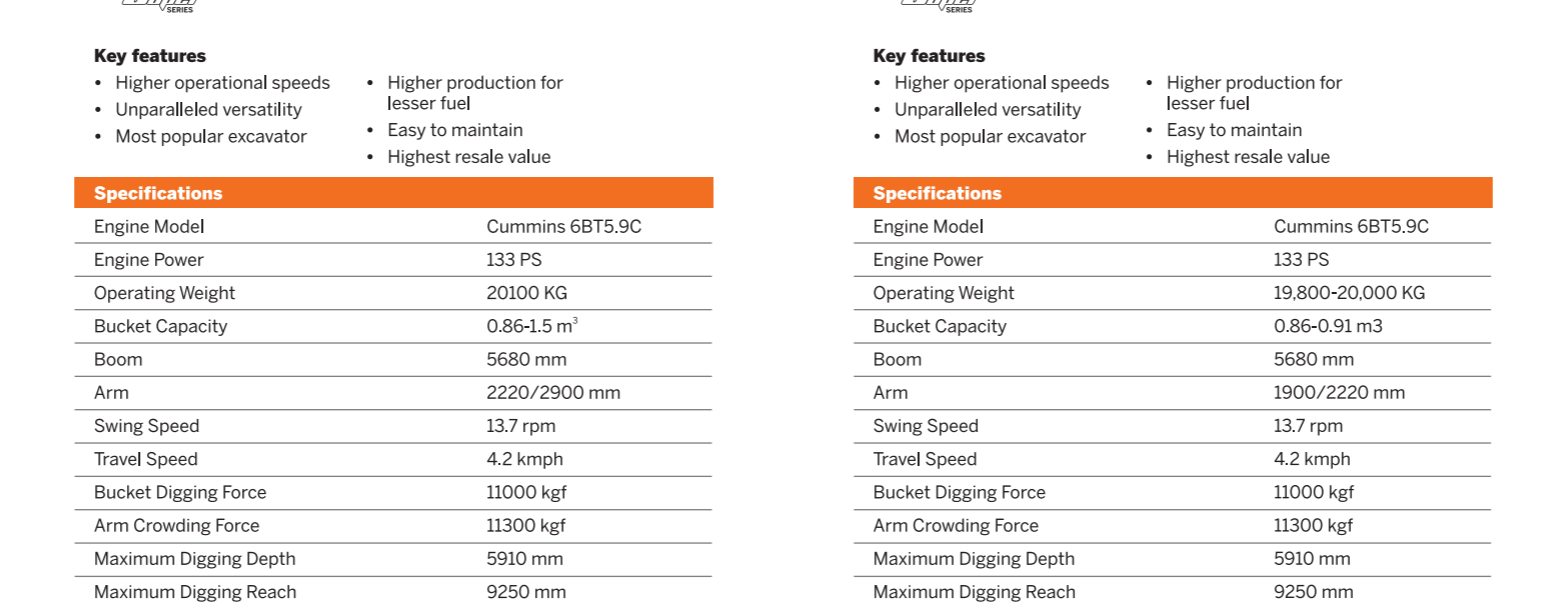 SERIES
Key features
• Higher operational speeds
• Unparalleled versatility
• Most popular excavator
• Higher production for
lesser fuel
• Easy to maintain
• Highest resale value
Specifications
Engine Model Cummins 6BT5.9C
Engine Power 133 PS
Operating Weight 20100 KG
Bucket Capacity 0.86-1.5 m³
Boom 5680 mm
Arm 2220/2900 mm
Swing Speed 13.7 rpm
Travel Speed 4.2 kmph
Bucket Digging Force 11000 kgf
Arm Crowding Force 11300 kgf
Maximum Digging Depth 5910 mm
Maximum Digging Reach 9250 mm
SERIES
Key features
• Higher operational speeds
• Unparalleled versatility
• Most popular excavator
• Higher production for
lesser fuel
• Easy to maintain
• Highest resale value
Specifications
Engine Model Cummins 6BT5.9C
Engine Power 133 PS
Operating Weight 19,800-20,000 KG
Bucket Capacity 0.86-0.91 m3
Boom 5680 mm
Arm 1900/2220 mm
Swing Speed 13.7 rpm
Travel Speed 4.2 kmph
Bucket Digging Force 11000 kgf
Arm Crowding Force 11300 kgf
Maximum Digging Depth 5910 mm
Maximum Digging Reach 9250 mm